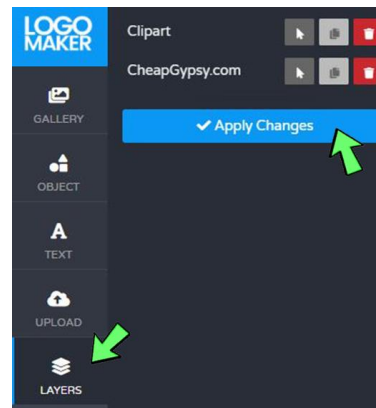 LOGO
MAKER
Clipart
CheapGypsy.com
Apply Changes
GALLERY
OBJECT
A
TEXT
UPLOAD
LAYERS